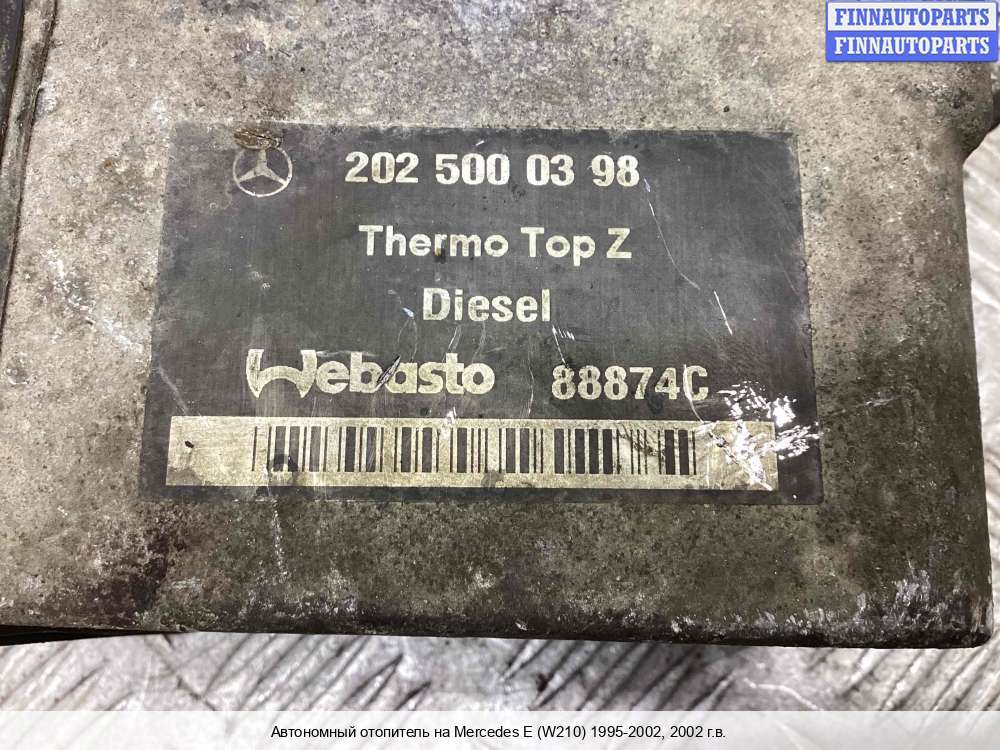 FINNAUTOPARTS
FINNAUTOPARTS
202 500 03 98
Thermo Top Z
Diesel
Webasto 88874C
Автономный отопитель на Mercedes E (W210) 1995-2002, 2002 г.в.